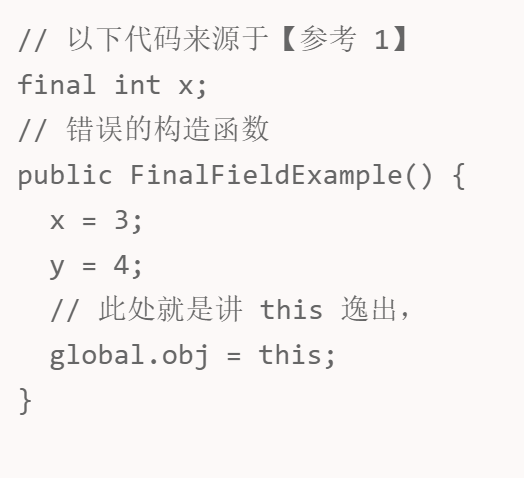 // 以下代码来源于【参考 1】
final int x;
// 错误的构造函数
public FinalFieldExample() {
  x = 3;
  y = 4;
  // 此处就是讲 this 逸出，
  global.obj = this;
}